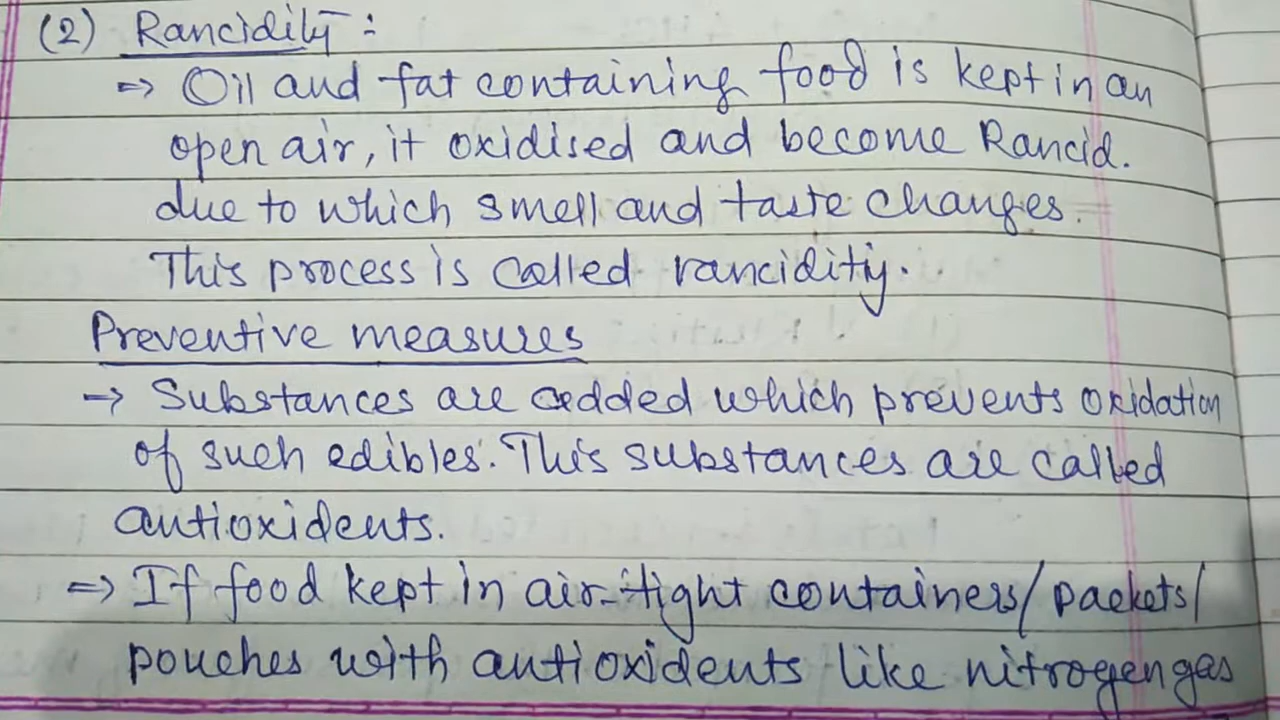 (2) Rancidity :
⇒ Oil and fat containing food is kept in an
open air, it oxidised and become Rancid.
due to which smell and taste changes.
This process is called rancidity.
Preventive measures
→ Substances are added which prevents oxidation
of such edibles. This substances are called
antioxidents.
⇒ If food kept in air-tight containers/packets/
pouches with antioxidents like nitrogen gas